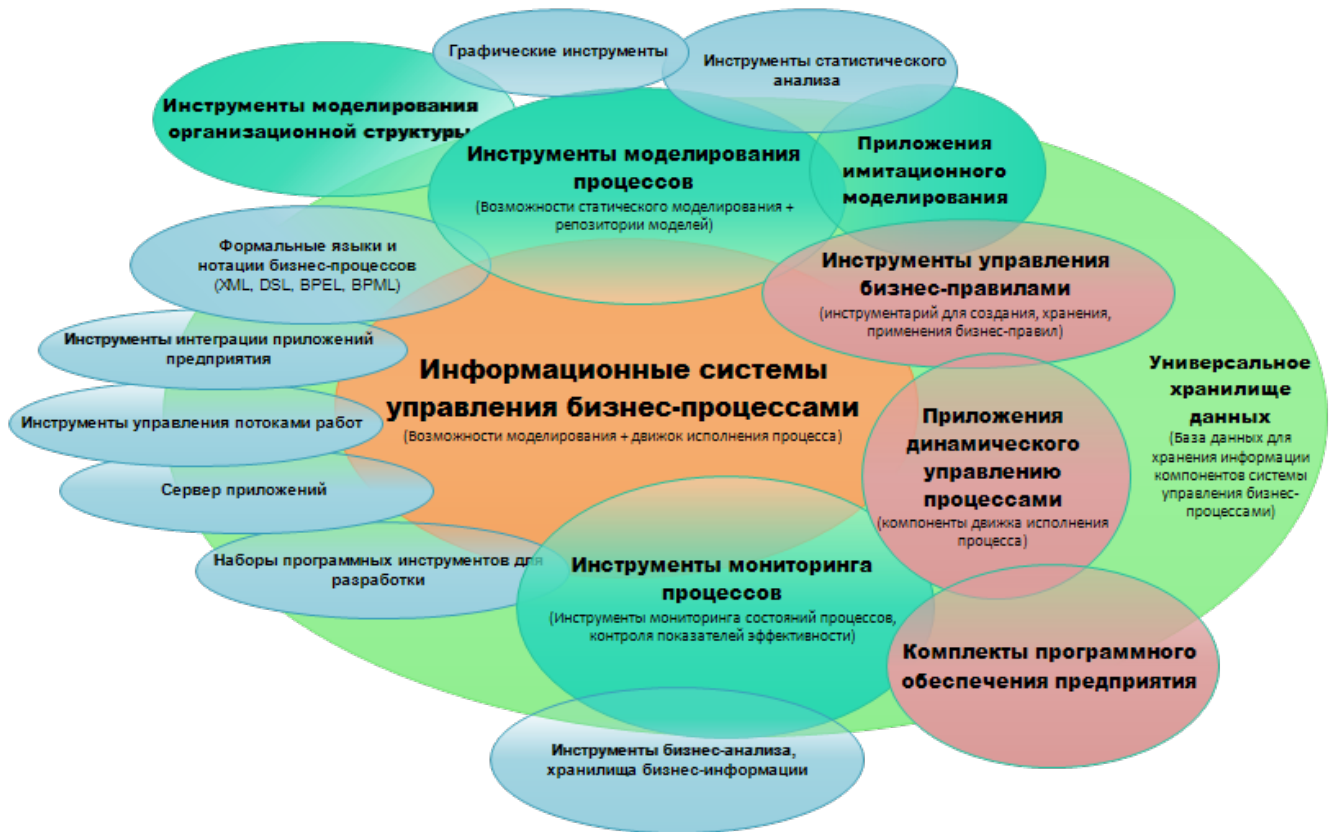 Графические инструменты
Инструменты статистического
анализа
Инструменты моделирования
организационной структуры
Инструменты моделирования
процессов
(Возможности статического моделирования +
репозитории моделей)
Приложения
имитационного
моделирования
Формальные языки и
нотации бизнес-процессов
(XML, DSL, BPEL, BPML)
Инструменты управления
бизнес-правилами
(инструментарий для создания, хранения,
применения бизнес-правил)
Инструменты интеграции приложений
предприятия
Информационные системы
управления бизнес-процессами
(Возможности моделирования + движок исполнения процесса)
Универсальное
хранилище
данных
(База данных для
хранения информации
компонентов системы
управления бизнес-
процессами)
Инструменты управления потоками работ
Приложения
динамического
управлению
процессами
(компоненты движка исполнения
процесса)
Сервер приложений
Наборы программных инструментов для
разработки
Инструменты мониторинга
процессов
(Инструменты мониторинга состояний процессов,
контроля показателей эффективности)
Комплекты программного
обеспечения предприятия
Инструменты бизнес-анализа,
хранилища бизнес-информации